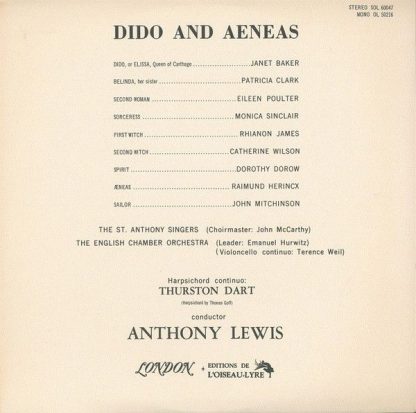 STEREO SOL 60047
MONO OL 50216
DIDO AND AENEAS
DIDO, or ELISSA, Queen of Carthage ........................ JANET BAKER
BELINDA, her sister ........................ PATRICIA CLARK
SECOND WOMAN ........................ EILEEN POULTER
SORCERESS ........................ MONICA SINCLAIR
FIRST WITCH ........................ RHIANON JAMES
SECOND WITCH ........................ CATHERINE WILSON
SPIRIT ........................ DOROTHY DOROW
ÆNEAS ........................ RAIMUND HERINCX
SAILOR ........................ JOHN MITCHINSON
THE ST. ANTHONY SINGERS (Choirmaster: John McCarthy)
THE ENGLISH CHAMBER ORCHESTRA (Leader: Emanuel Hurwitz)
(Violoncello continuo: Terence Weil)
Harpsichord continuo:
THURSTON DART
(Harpsichord by Thomas Goff)
conductor
ANTHONY LEWIS
LONDON + EDITIONS DE
L'OISEAU-LYRE